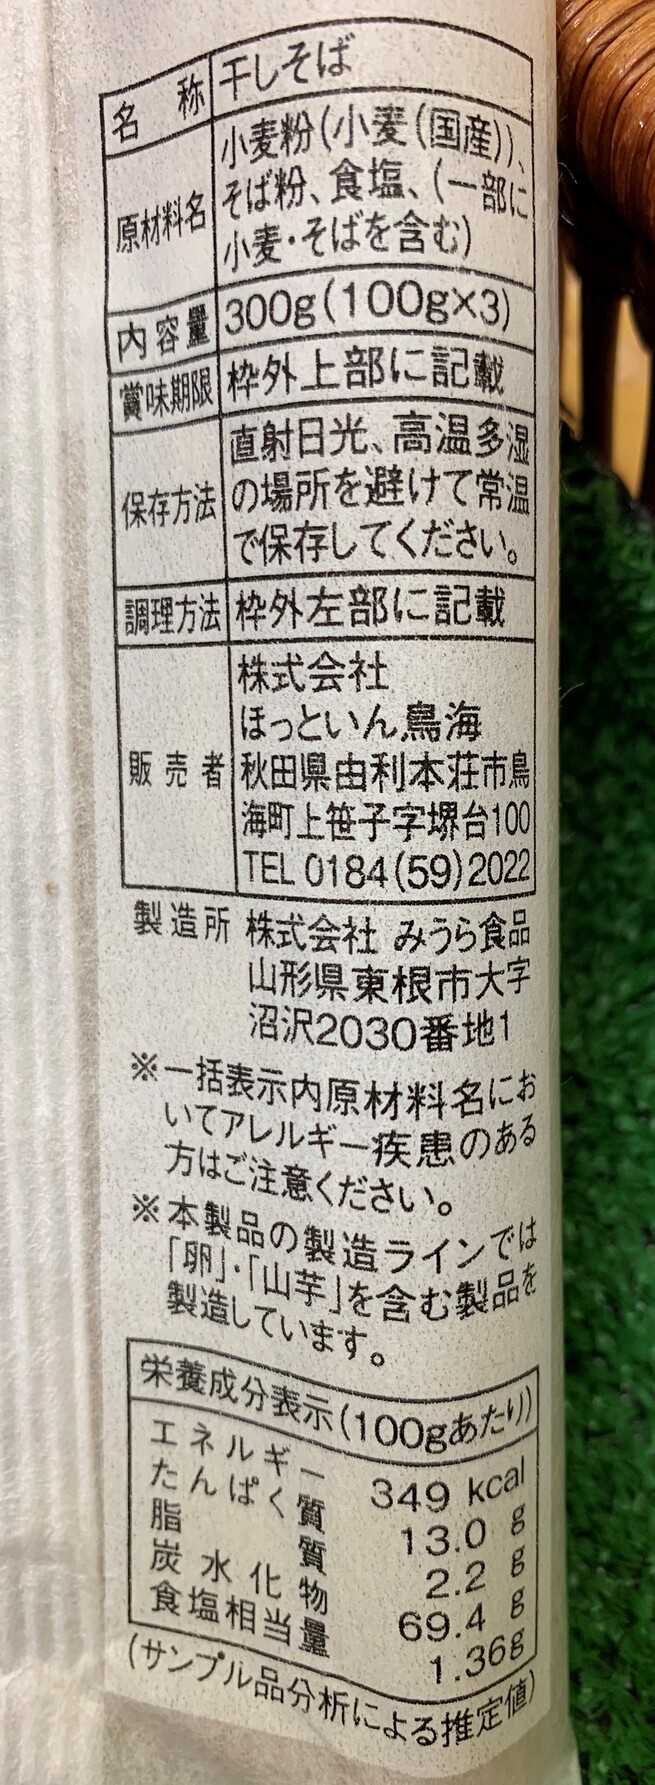 名称 干しそば
原材料名 小麦粉(小麦(国産))、
そば粉、食塩、(一部に
小麦・そばを含む)
内容量 300g(100g×3)
賞味期限 枠外上部に記載
保存方法 直射日光、高温多湿
の場所を避けて常温
で保存してください。
調理方法 枠外左部に記載
販売者 株式会社
ほっといん鳥海
秋田県由利本荘市鳥
海町上笹子字堺台100
TEL 0184(59)2022
製造所 株式会社 みうら食品
山形県東根市大字
沼沢2030番地1
※一括表示内原材料名にお
いてアレルギー疾患のある
方はご注意ください。
※本製品の製造ラインでは
「卵」・「山芋」を含む製品を
製造しています。
栄養成分表示(100gあたり)
エネルギー 349 kcal
たんぱく質 13.0 g
脂質 2.2 g
炭水化物 69.4 g
食塩相当量 1.36g
(サンプル品分析による推定値)